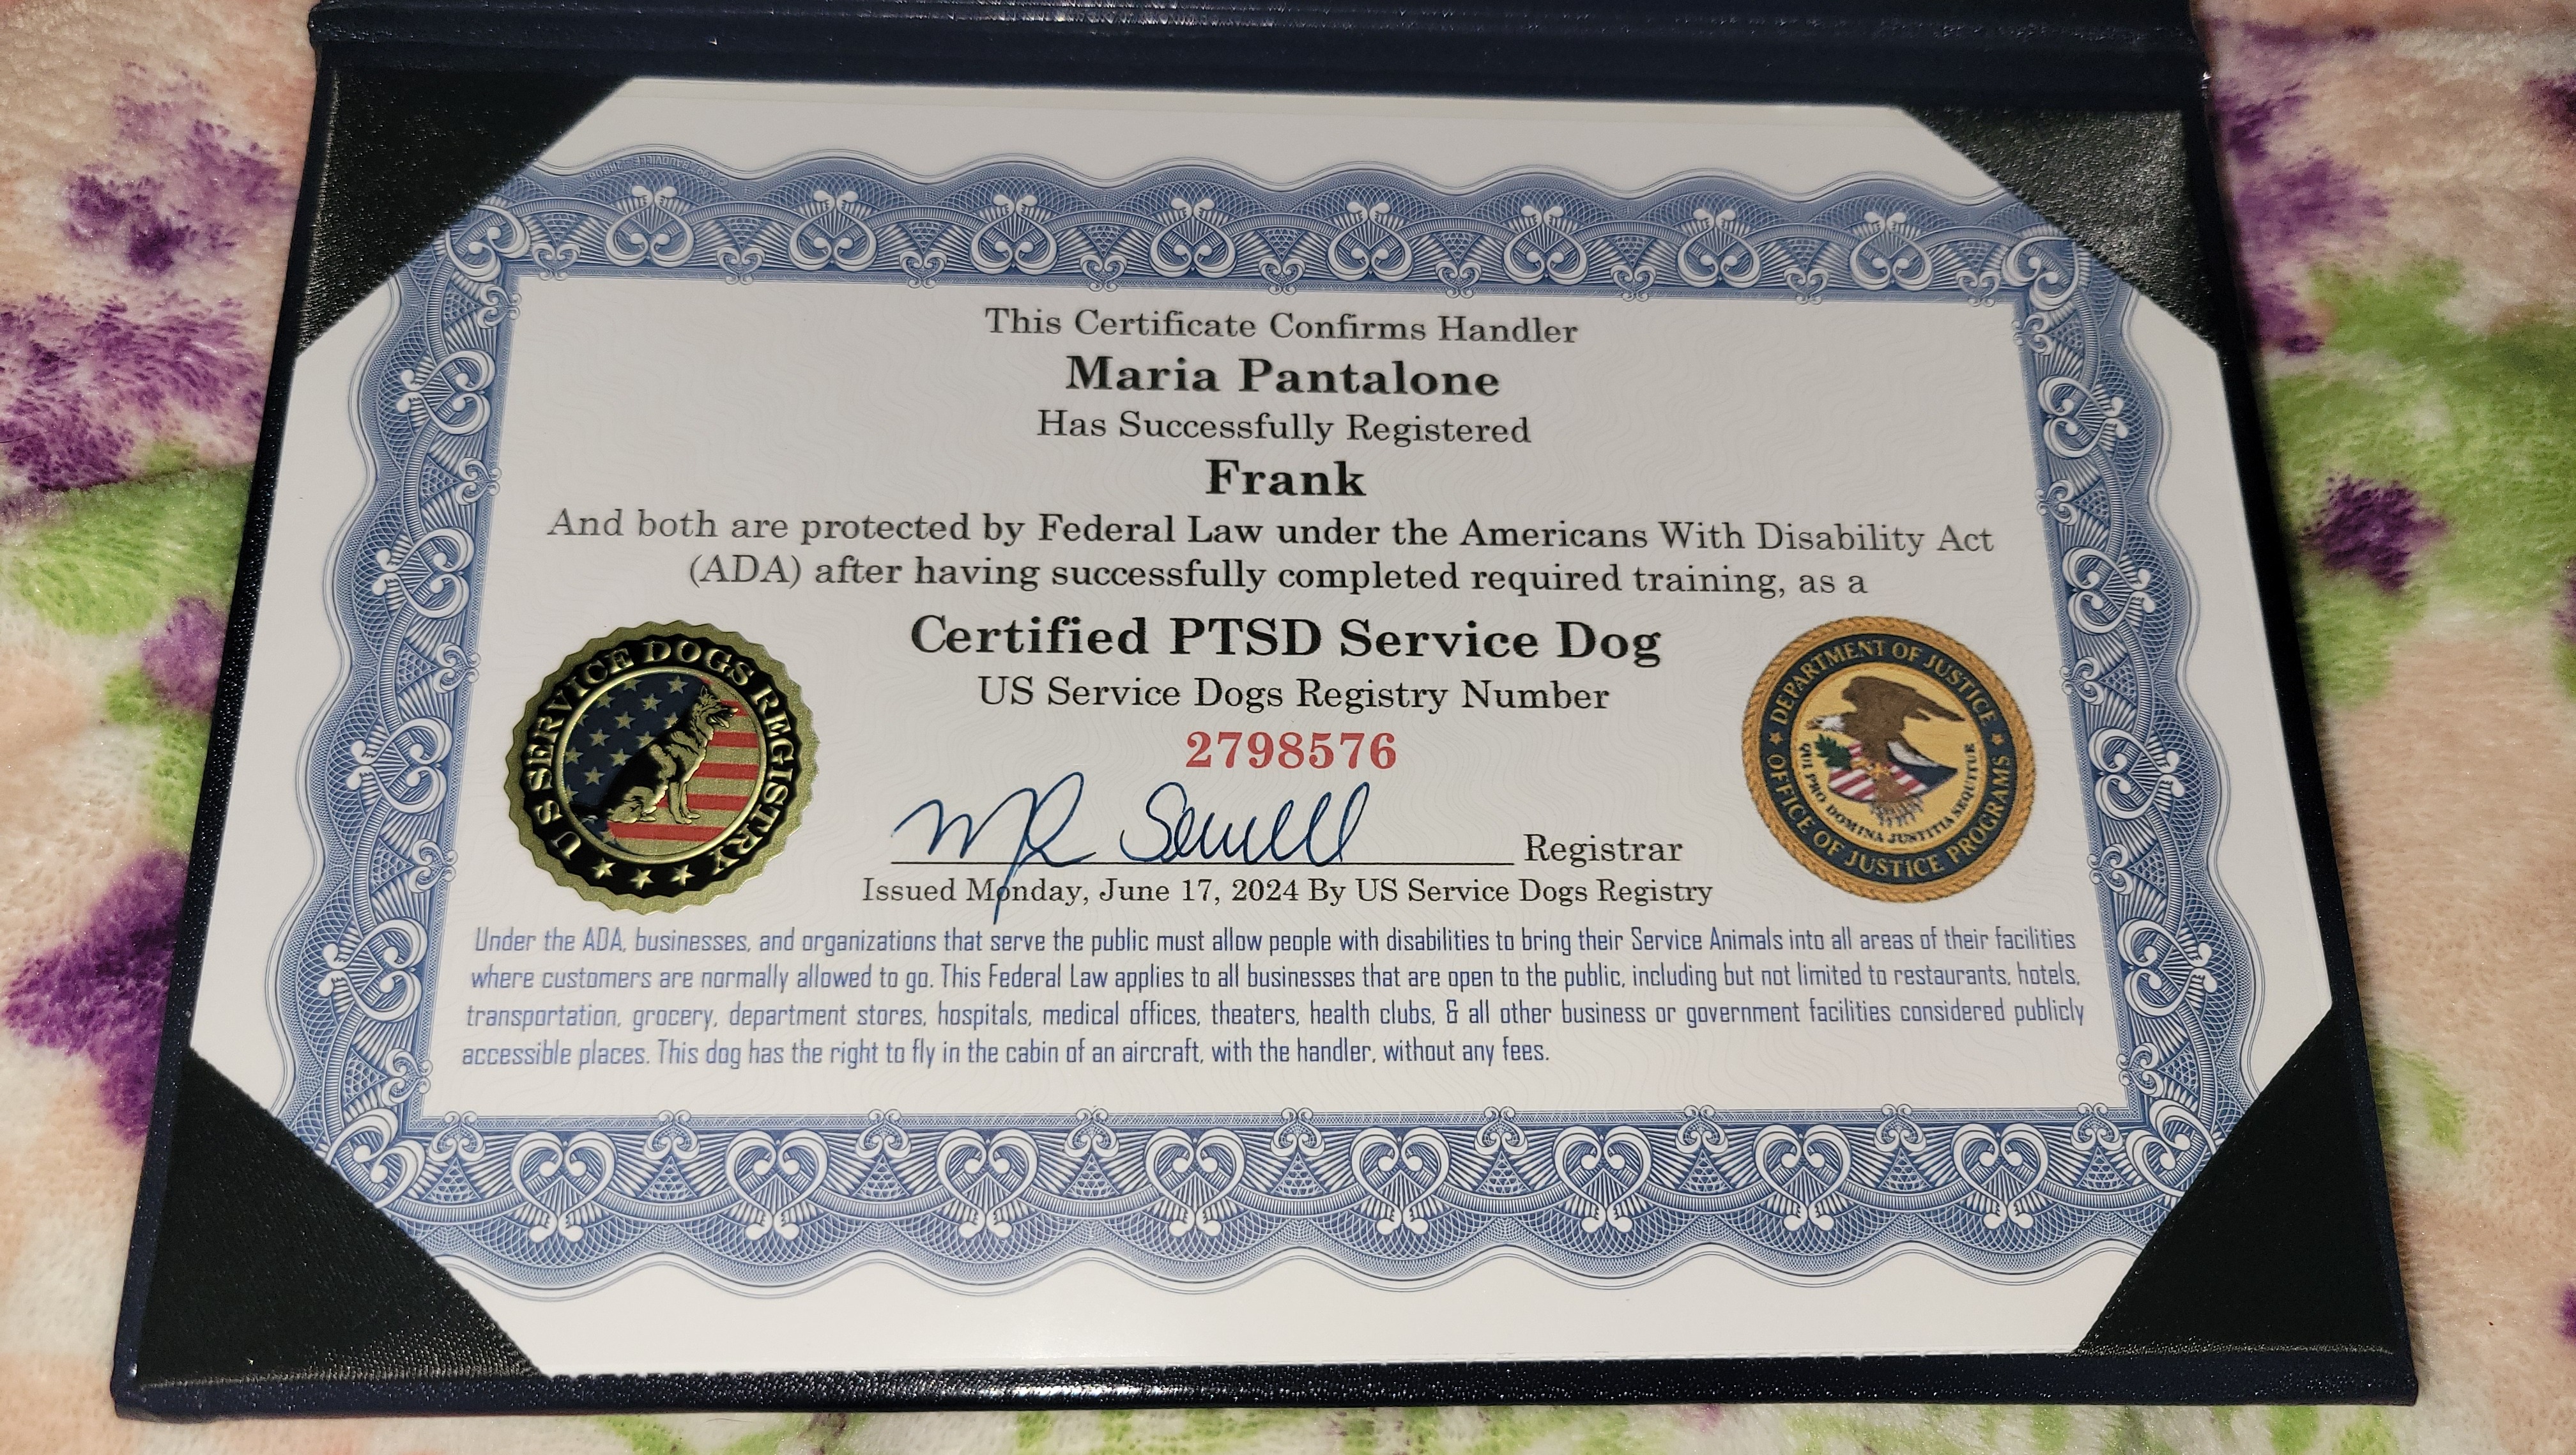 This Certificate Confirms Handler
Maria Pantalone
Has Successfully Registered
Frank
And both are protected by Federal Law under the Americans With Disability Act
(ADA) after having successfully completed required training, as a
Certified PTSD Service Dog
US Service Dogs Registry Number
2798576
U S SERVICE DOGS REGISTRY
DEPARTMENT OF JUSTICE
OFFICE OF JUSTICE PROGRAMS
QUI PRO DOMINA JUSTITIA SEQUITUR
Registrar
Issued Monday, June 17, 2024 By US Service Dogs Registry
Under the ADA, businesses, and organizations that serve the public must allow people with disabilities to bring their Service Animals into all areas of their facilities
where customers are normally allowed to go. This Federal Law applies to all businesses that are open to the public, including but not limited to restaurants, hotels,
transportation, grocery, department stores, hospitals, medical offices, theaters, health clubs, & all other business or government facilities considered publicly
accessible places. This dog has the right to fly in the cabin of an aircraft, with the handler, without any fees.